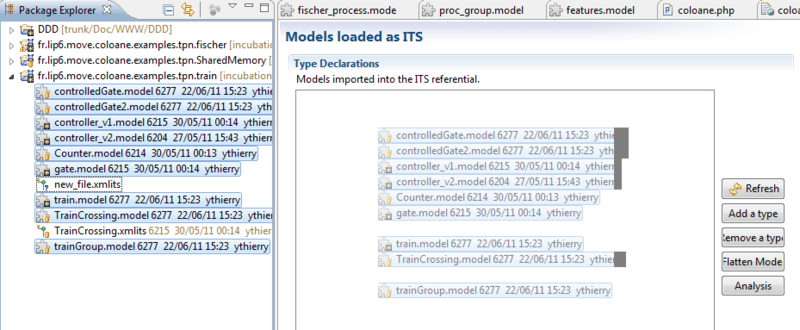 Package Explorer
DDD [trunk/Doc/WWW/DDD]
fr.lip6.move.coloane.examples.tpn.fischer [incubation
fr.lip6.move.coloane.examples.tpn.SharedMemory [
fr.lip6.move.coloane.examples.tpn.train [incubation
controlledGate.model 6277 22/06/11 15:23 ythierry
controlledGate2.model 6277 22/06/11 15:23 ythierry
controller_v1.model 6215 30/05/11 00:14 ythierry
controller_v2.model 6204 27/05/11 15:43 ythierry
Counter.model 6214 30/05/11 00:13 ythierry
gate.model 6215 30/05/11 00:14 ythierry
new_file.xmlits
train.model 6277 22/06/11 15:23 ythierry
TrainCrossing.model 6277 22/06/11 15:23 ythierry
TrainCrossing.xmlits 6215 30/05/11 00:14 ythierry
trainGroup.model 6277 22/06/11 15:23 ythierry
fischer_process.mode
proc_group.model
features.model
coloane.php
coloa
Models loaded as ITS
Type Declarations
Models imported into the ITS referential.
controlledGate.model 6277 22/06/11 15:23 ythie
controlledGate2.model 6277 22/06/11 15:23 ythie
controller_v1.model 6215 30/05/11 00:14 ythier
controller_v2.model 6204 27/05/11 15:43 ythier
Counter.model 6214 30/05/11 00:13 ythierry
gate.model 6215 30/05/11 00:14 ythierry
train.model 6277 22/06/11 15:23 ythierry
TrainCrossing.model 6277 22/06/11 15:23 ythier
trainGroup.model 6277 22/06/11 15:23 ythierry
Refresh
Add a type
Remove a type
Flatten Mode
Analysis